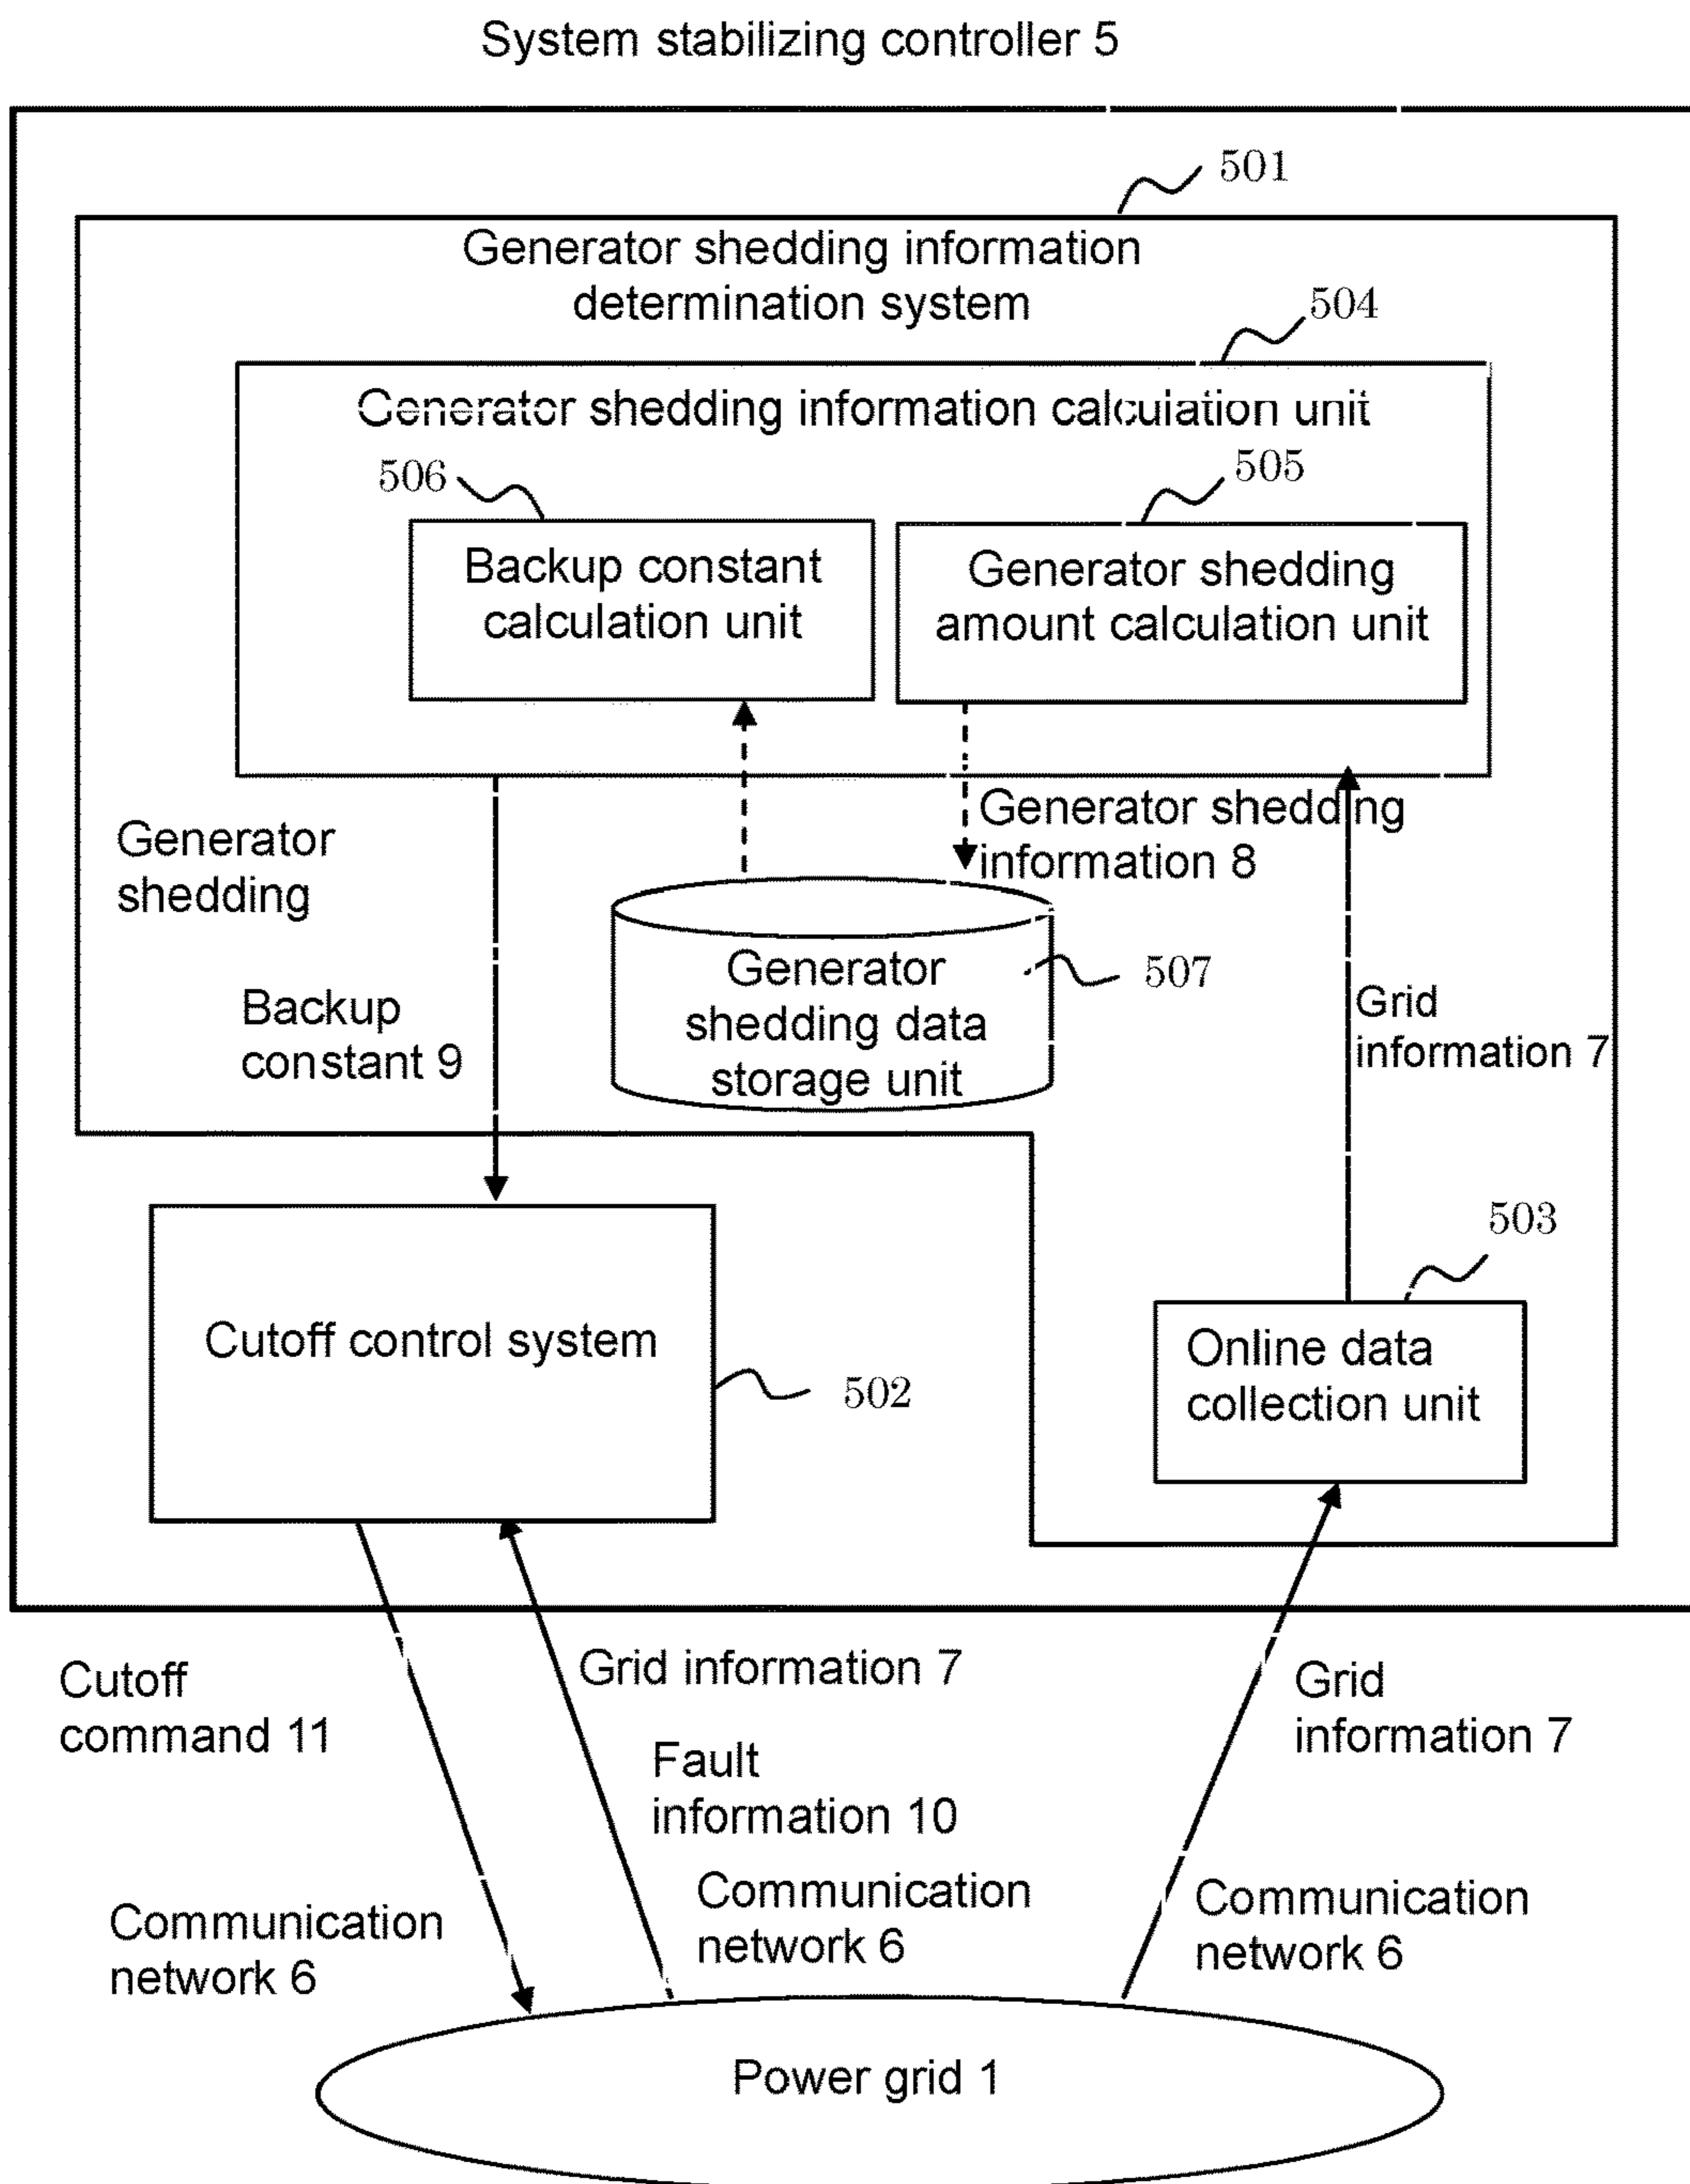 System stabilizing controller 5
501
Generator shedding information
determination system
504
Generator shedding information calculation unit
506
505
Backup constant
calculation unit
Generator shedding
amount calculation unit
Generator
shedding
Generator shedding
information 8
Backup
constant 9
Generator
shedding data
storage unit
507
Grid
information 7
503
Cutoff control system
502
Online data
collection unit
Cutoff
command 11
Grid information 7
Fault
information 10
Grid
information 7
Communication
network 6
Communication
network 6
Communication
network 6
Power grid 1